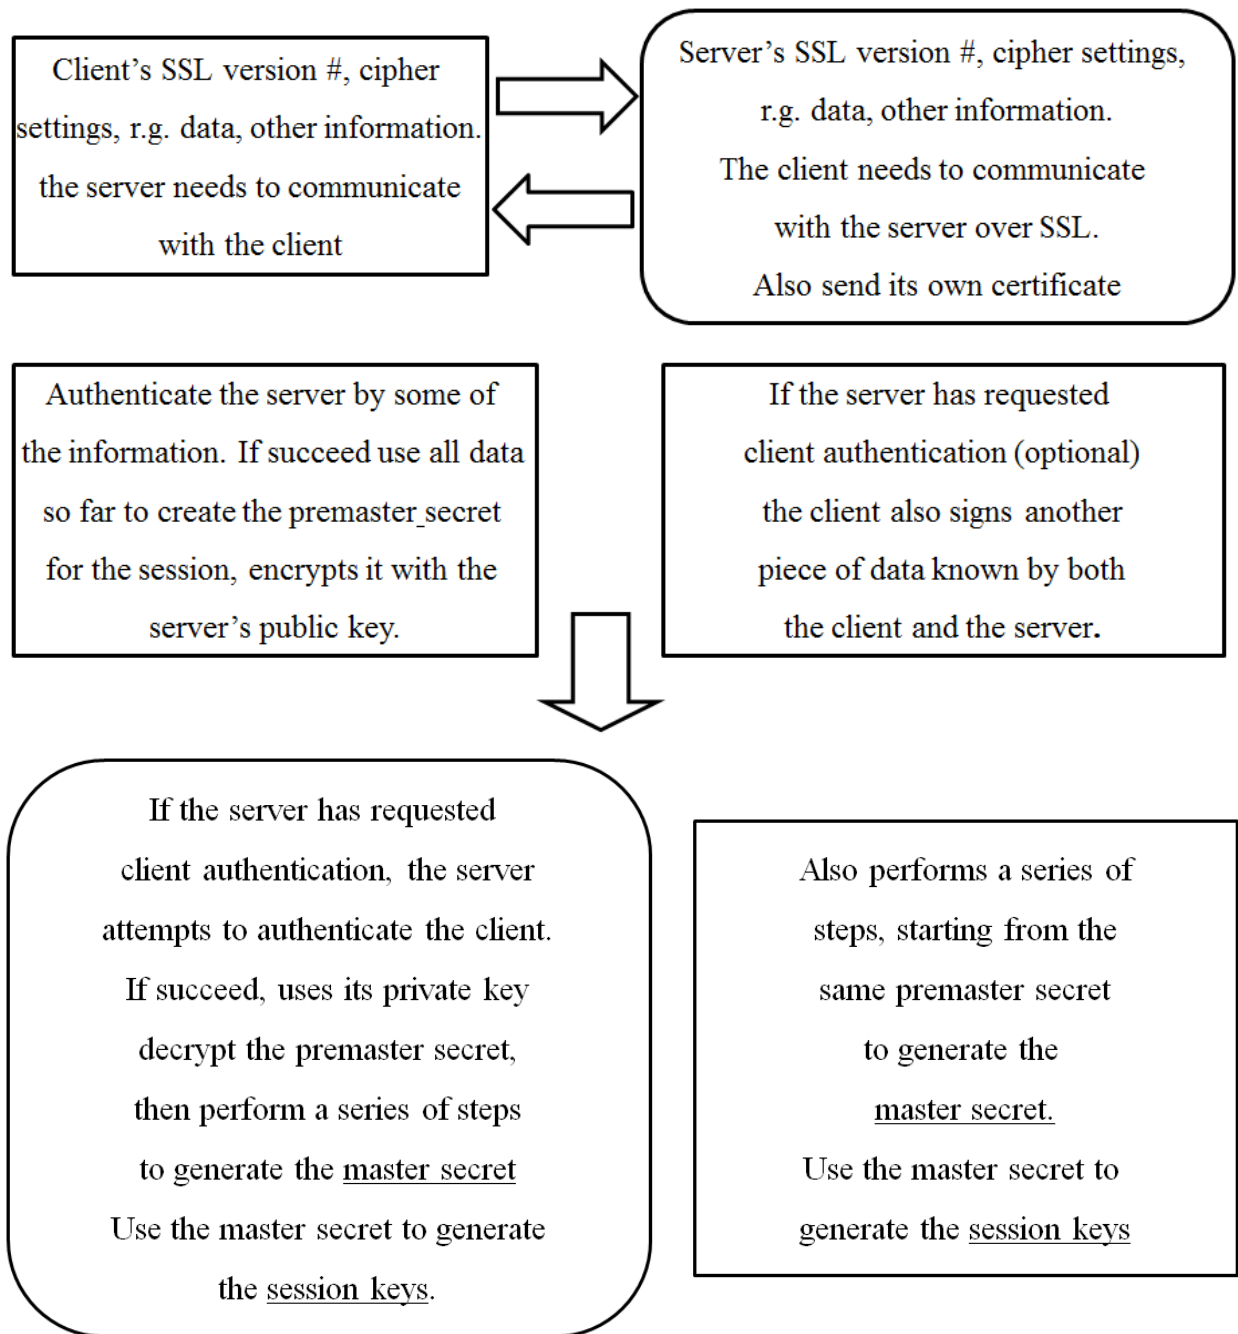 Client’s SSL version #, cipher
settings, r.g. data, other information.
the server needs to communicate
with the client
Server’s SSL version #, cipher settings,
r.g. data, other information.
The client needs to communicate
with the server over SSL.
Also send its own certificate
Authenticate the server by some of
the information. If succeed use all data
so far to create the premaster_secret
for the session, encrypts it with the
server’s public key.
If the server has requested
client authentication (optional)
the client also signs another
piece of data known by both
the client and the server.
If the server has requested
client authentication, the server
attempts to authenticate the client.
If succeed, uses its private key
decrypt the premaster secret,
then perform a series of steps
to generate the master secret
Use the master secret to generate
the session keys.
Also performs a series of
steps, starting from the
same premaster secret
to generate the
master secret.
Use the master secret to
generate the session keys